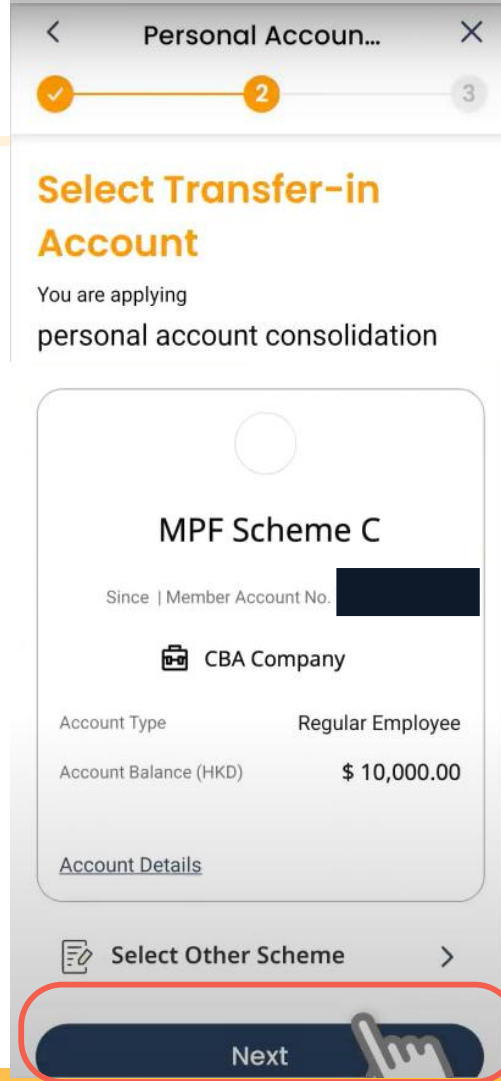 Personal Accoun...
2
3
Select Transfer-in
Account
You are applying
personal account consolidation
MPF Scheme C
Since | Member Account No.
CBA Company
Account Type Regular Employee
Account Balance (HKD) $ 10,000.00
Account Details
Select Other Scheme
Next